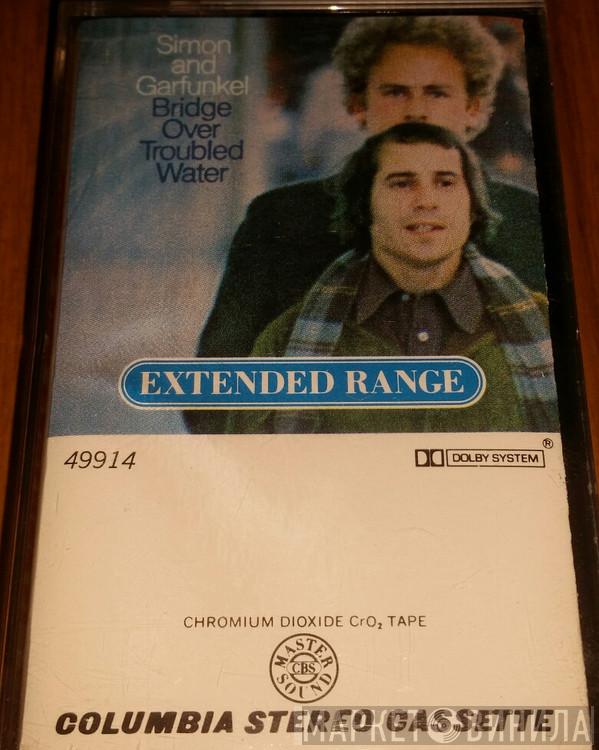 Simon
and
Garfunkel
Bridge
Over
Troubled
Water
EXTENDED RANGE
49914
DOLBY SYSTEM ®
CHROMIUM DIOXIDE CrO₂ TAPE
MASTER
CBS
SOUND
COLUMBIA STEREO CASSETTE
МАРКЕТ ВИНИЛА